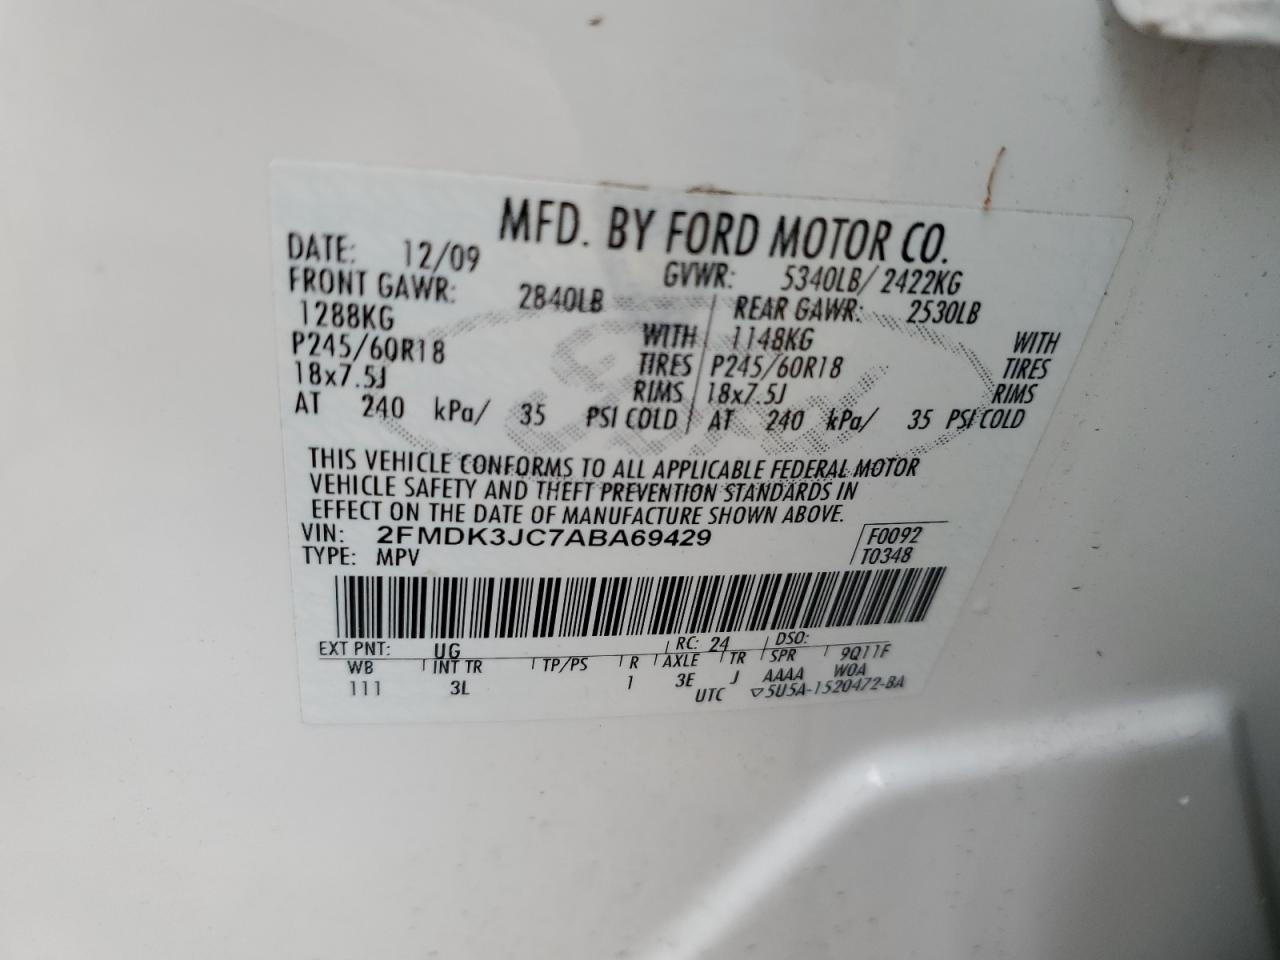 MFD. BY FORD MOTOR CO.
DATE: 12/09 GVWR: 5340LB/ 2422KG
FRONT GAWR: 2840LB REAR GAWR: 2530LB
1288KG WITH 1148KG WITH
P245/60R18 TIRES P245/60R18 TIRES
18x7.5J RIMS 18x7.5J RIMS
AT 240 kPa/ 35 PSI COLD AT 240 kPa/ 35 PSI COLD
THIS VEHICLE CONFORMS TO ALL APPLICABLE FEDERAL MOTOR
VEHICLE SAFETY AND THEFT PREVENTION STANDARDS IN
EFFECT ON THE DATE OF MANUFACTURE SHOWN ABOVE.
VIN: 2FMDK3JC7ABA69429 F0092
TYPE: MPV T0348
EXT PNT: UG RC: 24 DSO:
WB INT TR TP/PS R AXLE TR SPR 9Q11F
111 3L 1 3E J AAAA W0A
UTC ▽5U5A-1520472-BA